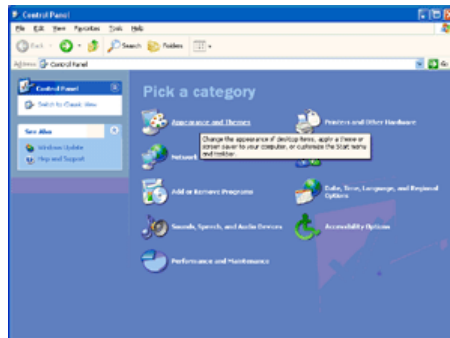 Control Panel
File Edit View Favorites Tools Help
Back Search Folders
Address Control Panel Go
Control Panel
Switch to Classic View
See Also
Windows Update
Help and Support
Pick a category
Appearance and Themes
Printers and Other Hardware
Change the appearance of desktop items, apply a theme or
screen saver to your computer, or customize the Start menu
and taskbar.
Network
Add or Remove Programs
Date, Time, Language, and Regional
Options
Sounds, Speech, and Audio Devices
Accessibility Options
Performance and Maintenance